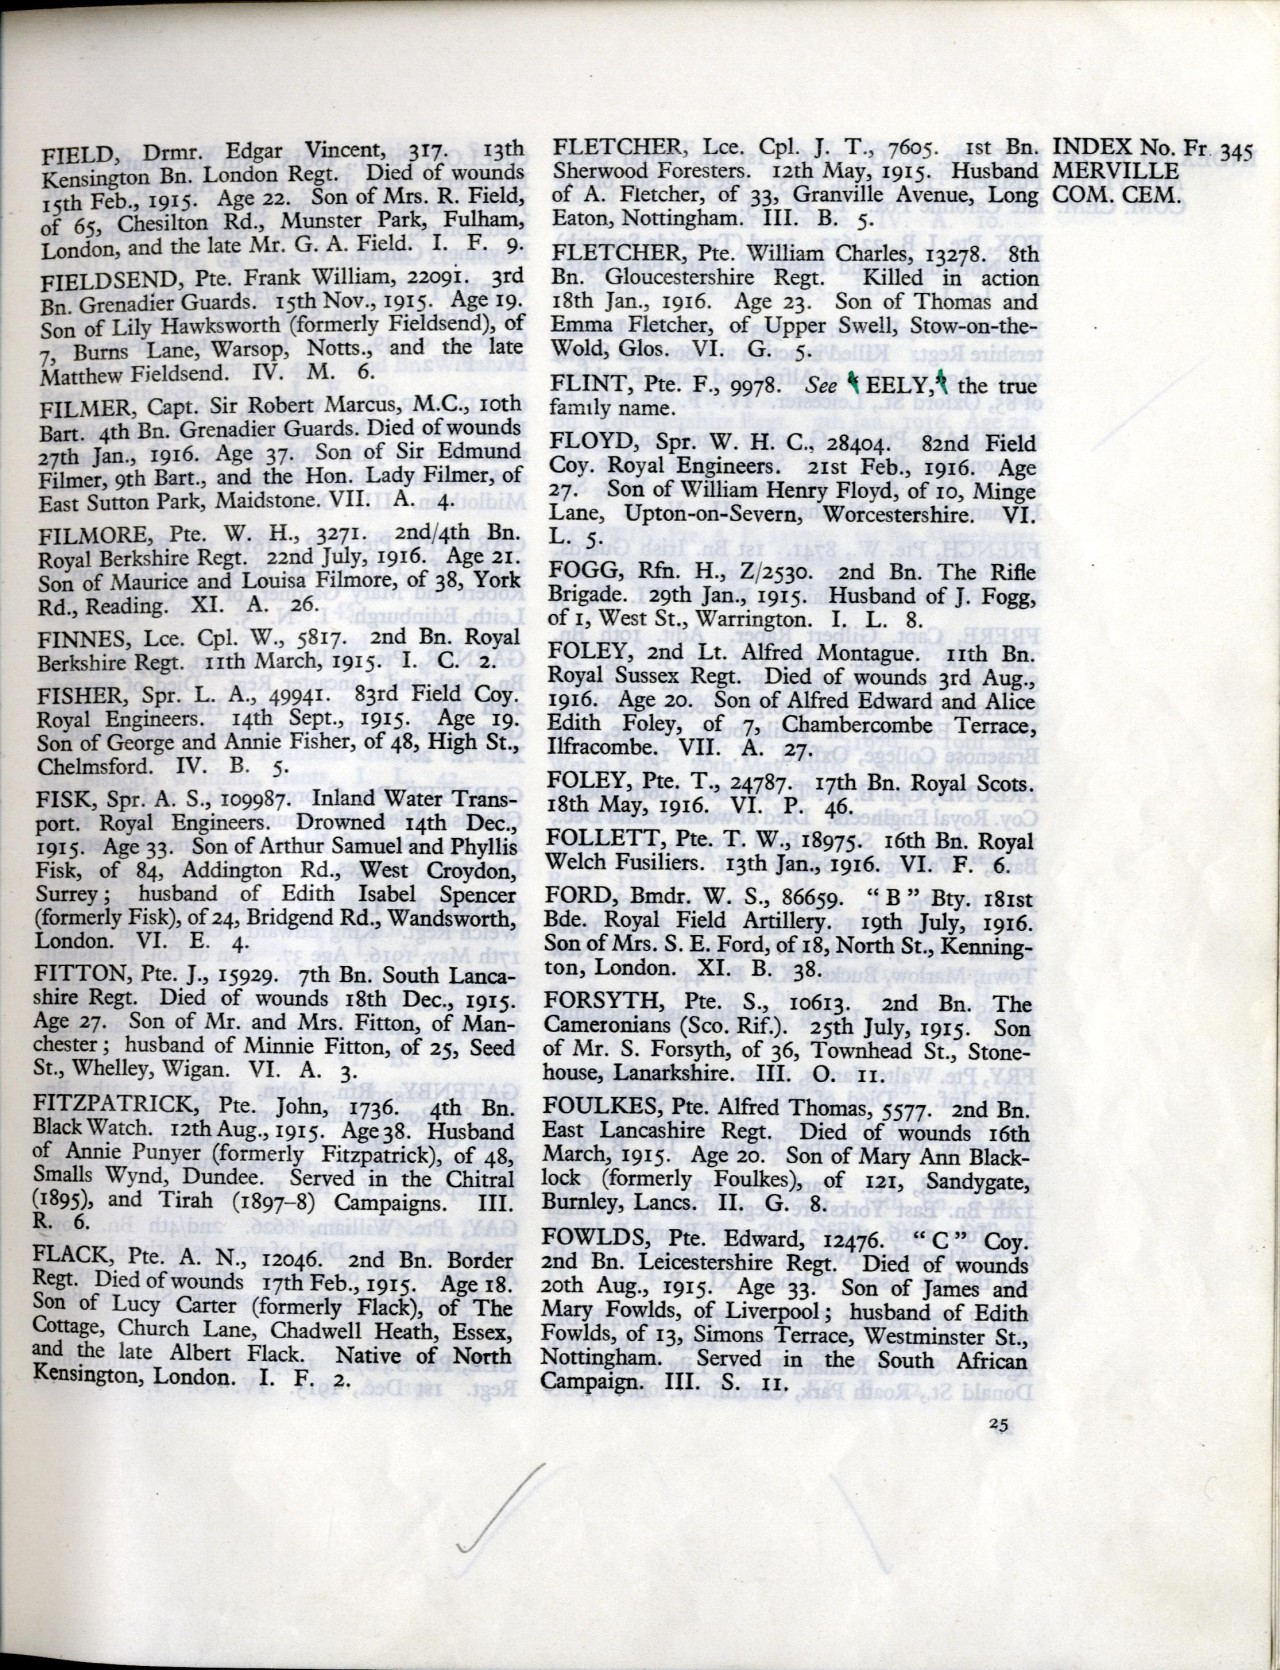 FIELD, Drmr. Edgar Vincent, 317. 13th
Kensington Bn. London Regt. Died of wounds
15th Feb., 1915. Age 22. Son of Mrs. R. Field,
of 65, Chesilton Rd., Munster Park, Fulham,
London, and the late Mr. G. A. Field. I. F. 9.
FIELDSEND, Pte. Frank William, 22091. 3rd
Bn. Grenadier Guards. 15th Nov., 1915. Age 19.
Son of Lily Hawksworth (formerly Fieldsend), of
7, Burns Lane, Warsop, Notts., and the late
Matthew Fieldsend. IV. M. 6.
FILMER, Capt. Sir Robert Marcus, M.C., 10th
Bart. 4th Bn. Grenadier Guards. Died of wounds
27th Jan., 1916. Age 37. Son of Sir Edmund
Filmer, 9th Bart., and the Hon. Lady Filmer, of
East Sutton Park, Maidstone. VII. A. 4.
FILMORE, Pte. W. H., 3271. 2nd/4th Bn.
Royal Berkshire Regt. 22nd July, 1916. Age 21.
Son of Maurice and Louisa Filmore, of 38, York
Rd., Reading. XI. A. 26.
FINNES, Lce. Cpl. W., 5817. 2nd Bn. Royal
Berkshire Regt. 11th March, 1915. I. C. 2.
FISHER, Spr. L. A., 49941. 83rd Field Coy.
Royal Engineers. 14th Sept., 1915. Age 19.
Son of George and Annie Fisher, of 48, High St.,
Chelmsford. IV. B. 5.
FISK, Spr. A. S., 109987. Inland Water Trans-
port. Royal Engineers. Drowned 14th Dec.,
1915. Age 33. Son of Arthur Samuel and Phyllis
Fisk, of 84, Addington Rd., West Croydon,
Surrey; husband of Edith Isabel Spencer
(formerly Fisk), of 24, Bridgend Rd., Wandsworth,
London. VI. E. 4.
FITTON, Pte. J., 15929. 7th Bn. South Lanca-
shire Regt. Died of wounds 18th Dec., 1915.
Age 27. Son of Mr. and Mrs. Fitton, of Man-
chester; husband of Minnie Fitton, of 25, Seed
St., Whelley, Wigan. VI. A. 3.
FITZPATRICK, Pte. John, 1736. 4th Bn.
Black Watch. 12th Aug., 1915. Age 38. Husband
of Annie Punyer (formerly Fitzpatrick), of 48,
Smalls Wynd, Dundee. Served in the Chitral
(1895), and Tirah (1897-8) Campaigns. III.
R. 6.
FLACK, Pte. A. N., 12046. 2nd Bn. Border
Regt. Died of wounds 17th Feb., 1915. Age 18.
Son of Lucy Carter (formerly Flack), of The
Cottage, Church Lane, Chadwell Heath, Essex,
and the late Albert Flack. Native of North
Kensington, London. I. F. 2.
FLETCHER, Lce. Cpl. J. T., 7605. 1st Bn.
Sherwood Foresters. 12th May, 1915. Husband
of A. Fletcher, of 33, Granville Avenue, Long
Eaton, Nottingham. III. B. 5.
FLETCHER, Pte. William Charles, 13278. 8th
Bn. Gloucestershire Regt. Killed in action
18th Jan., 1916. Age 23. Son of Thomas and
Emma Fletcher, of Upper Swell, Stow-on-the-
Wold, Glos. VI. G. 5.
FLINT, Pte. F., 9978. See "EELY," the true
family name.
FLOYD, Spr. W. H. C., 28404. 82nd Field
Coy. Royal Engineers. 21st Feb., 1916. Age
27. Son of William Henry Floyd, of 10, Minge
Lane, Upton-on-Severn, Worcestershire. VI.
L. 5.
FOGG, Rfn. H., Z/2530. 2nd Bn. The Rifle
Brigade. 29th Jan., 1915. Husband of J. Fogg,
of 1, West St., Warrington. I. L. 8.
FOLEY, 2nd Lt. Alfred Montague. 11th Bn.
Royal Sussex Regt. Died of wounds 3rd Aug.,
1916. Age 20. Son of Alfred Edward and Alice
Edith Foley, of 7, Chambercombe Terrace,
Ilfracombe. VII. A. 27.
FOLEY, Pte. T., 24787. 17th Bn. Royal Scots.
18th May, 1916. VI. P. 46.
FOLLETT, Pte. T. W., 18975. 16th Bn. Royal
Welch Fusiliers. 13th Jan., 1916. VI. F. 6.
FORD, Bmdr. W. S., 86659. "B" Bty. 181st
Bde. Royal Field Artillery. 19th July, 1916.
Son of Mrs. S. E. Ford, of 18, North St., Kenning-
ton, London. XI. B. 38.
FORSYTH, Pte. S., 10613. 2nd Bn. The
Cameronians (Sco. Rif.). 25th July, 1915. Son
of Mr. S. Forsyth, of 36, Townhead St., Stone-
house, Lanarkshire. III. O. 11.
FOULKES, Pte. Alfred Thomas, 5577. 2nd Bn.
East Lancashire Regt. Died of wounds 16th
March, 1915. Age 20. Son of Mary Ann Black-
lock (formerly Foulkes), of 121, Sandygate,
Burnley, Lancs. II. G. 8.
FOWLDS, Pte. Edward, 12476. "C" Coy.
2nd Bn. Leicestershire Regt. Died of wounds
20th Aug., 1915. Age 33. Son of James and
Mary Fowlds, of Liverpool; husband of Edith
Fowlds, of 13, Simons Terrace, Westminster St.,
Nottingham. Served in the South African
Campaign. III. S. 11.
INDEX No. Fr. 345
MERVILLE
COM. CEM.
25